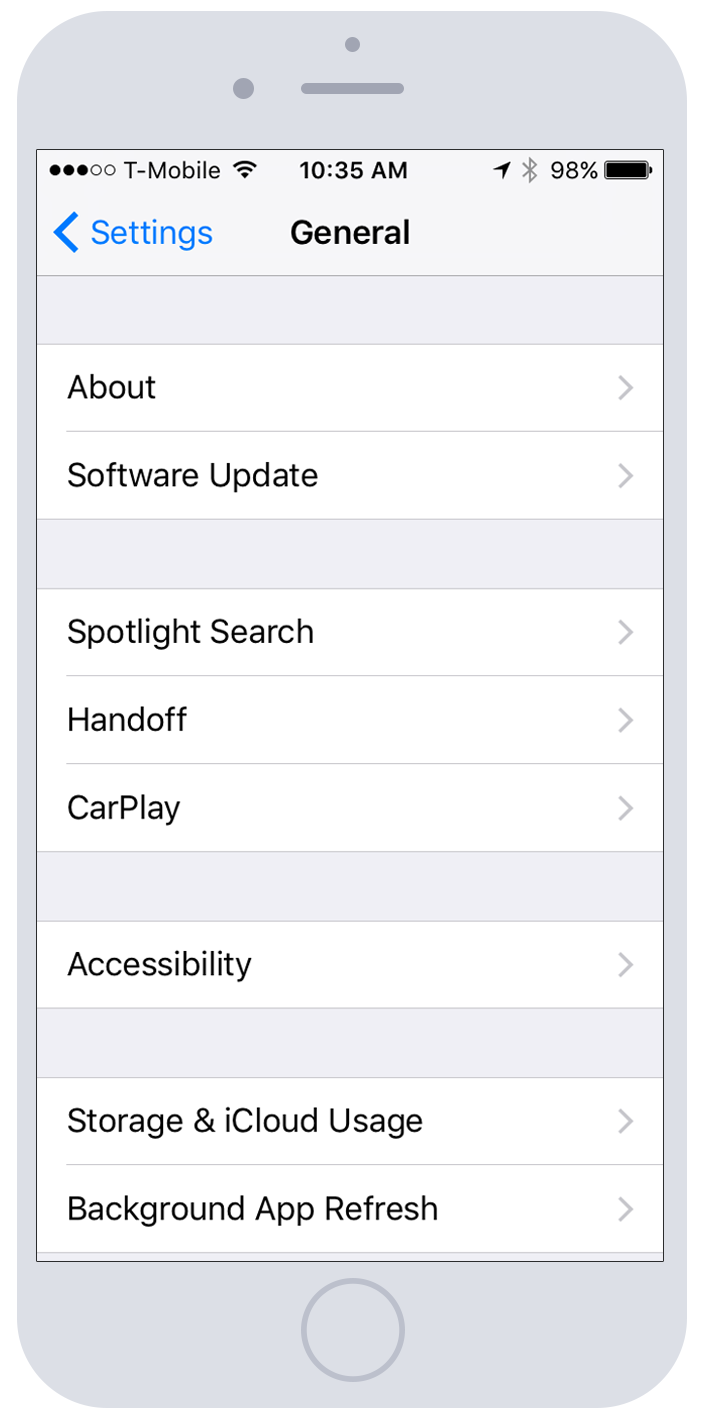 T-Mobile 10:35 AM 98%
Settings General
About
Software Update
Spotlight Search
Handoff
CarPlay
Accessibility
Storage & iCloud Usage
Background App Refresh